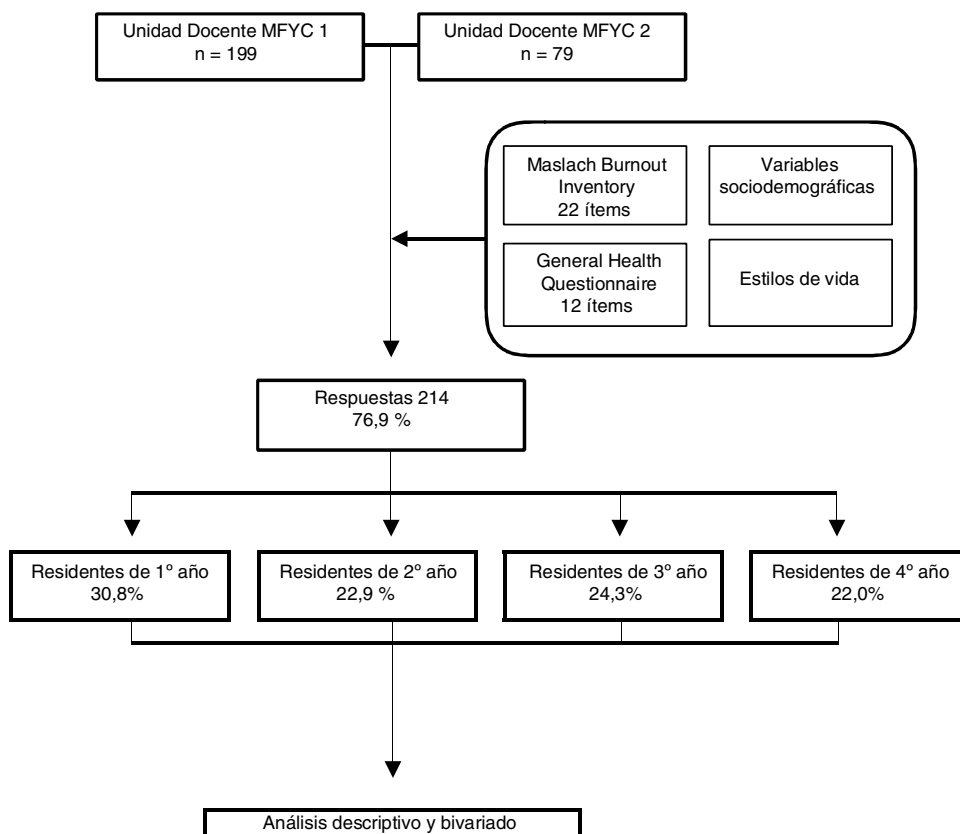 Unidad Docente MFYC 1
n = 199
Unidad Docente MFYC 2
n = 79
Maslach Burnout
Inventory
22 ítems
Variables
sociodemográficas
General Health
Questionnaire
12 ítems
Estilos de vida
Respuestas 214
76,9 %
Residentes de 1º año
30,8%
Residentes de 2º año
22,9 %
Residentes de 3º año
24,3%
Residentes de 4º año
22,0%
Análisis descriptivo y bivariado